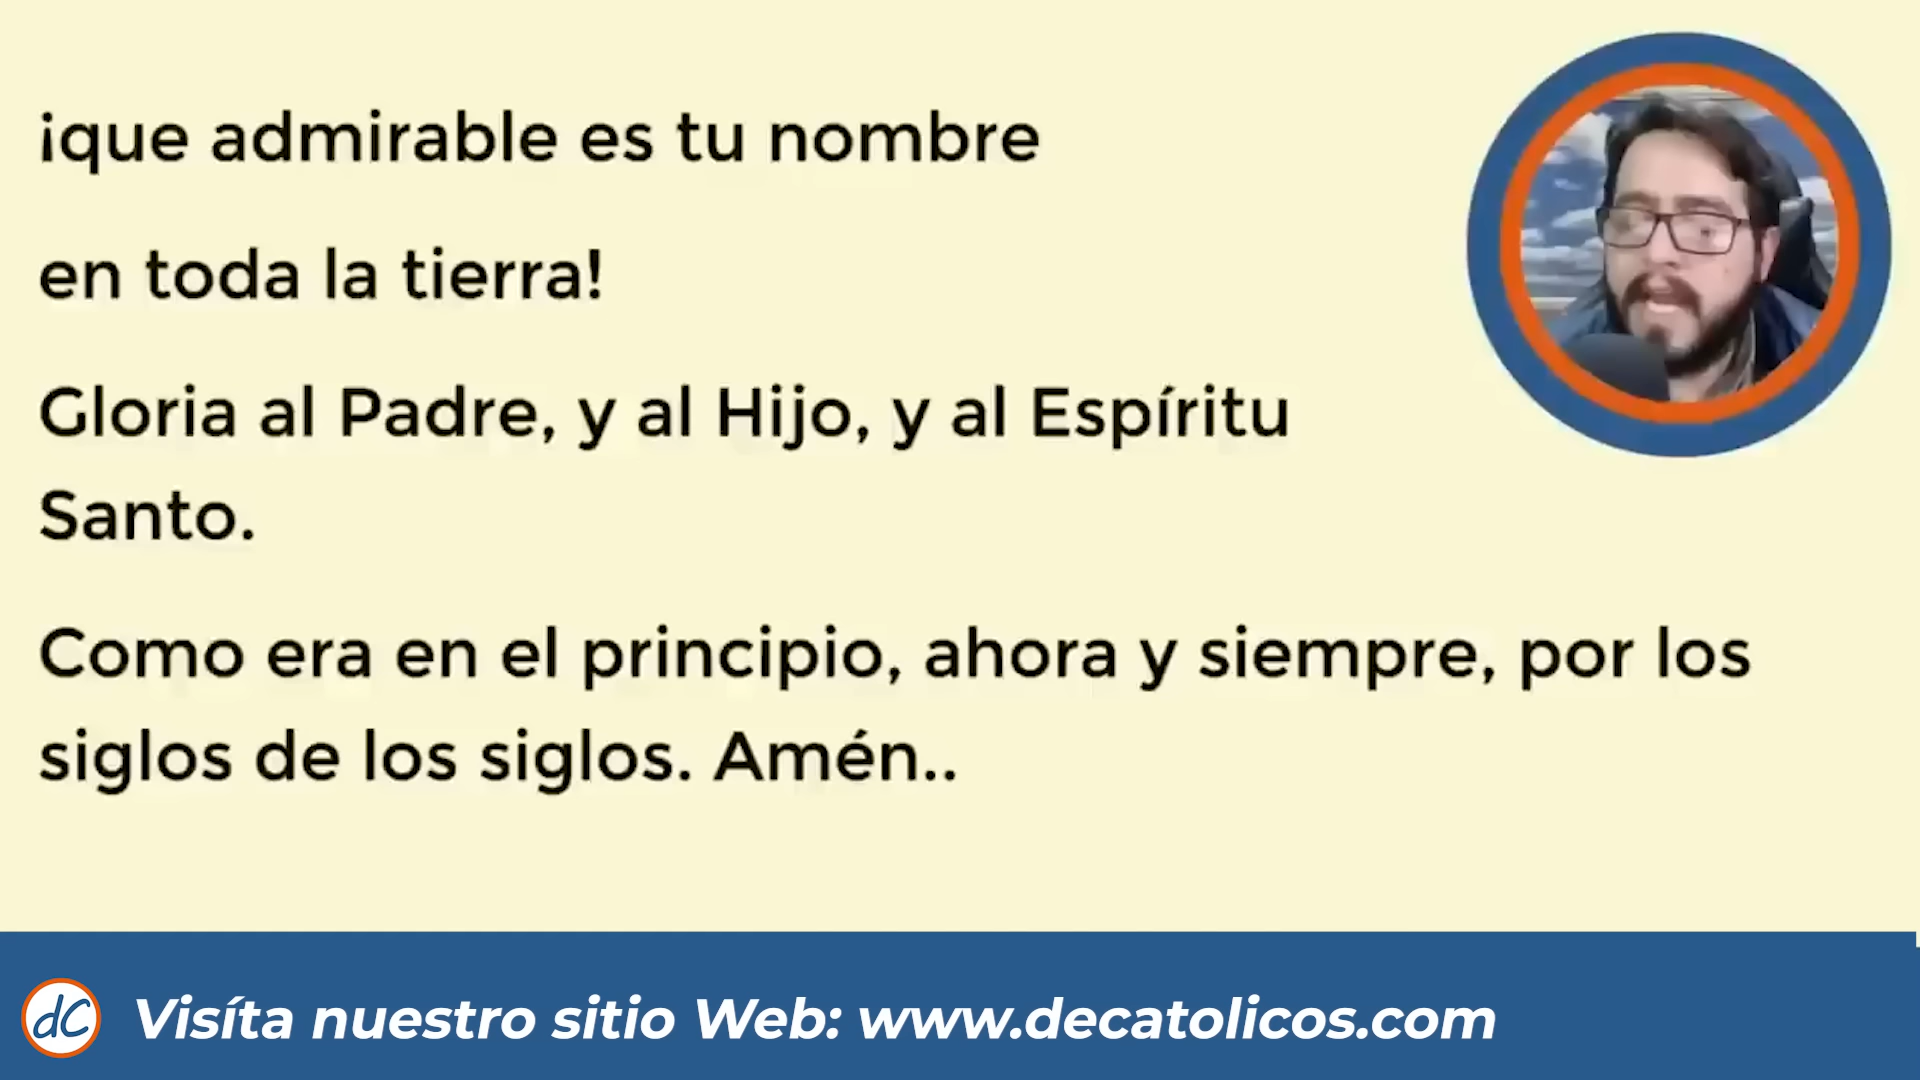 ¡que admirable es tu nombre
en toda la tierra!
Gloria al Padre, y al Hijo, y al Espíritu
Santo.
Como era en el principio, ahora y siempre, por los
siglos de los siglos. Amén..
dC Visíta nuestro sitio Web: www.decatolicos.com